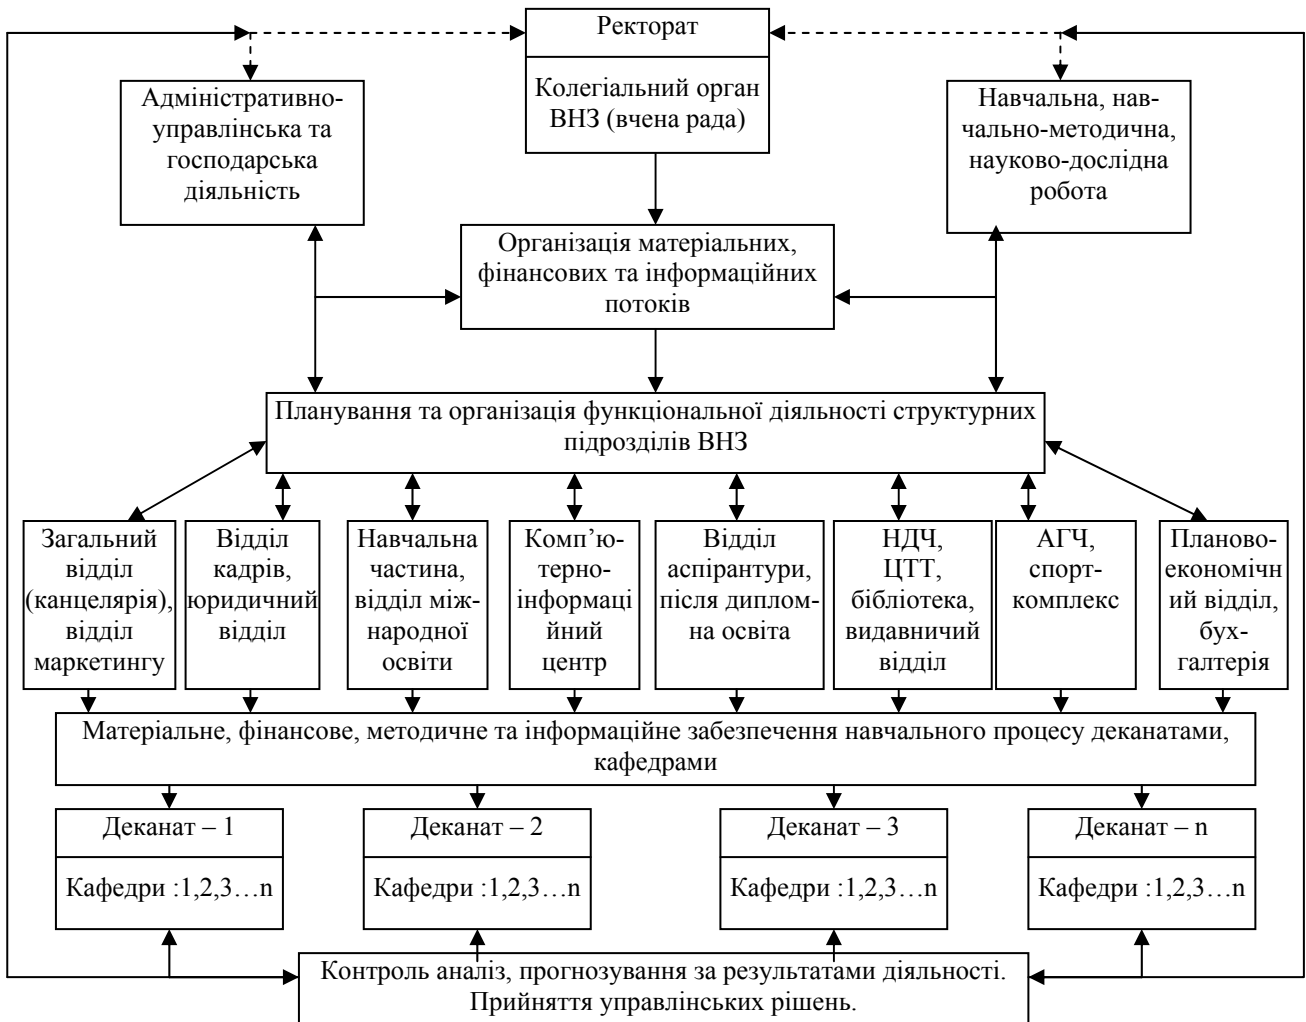 Ректорат
Колегіальний орган
ВНЗ (вчена рада)
Адміністративно-
управлінська та
господарська
діяльність
Навчальна, нав-
чально-методична,
науково-дослідна
робота
Організація матеріальних,
фінансових та інформаційних
потоків
Планування та організація функціональної діяльності структурних
підрозділів ВНЗ
Загальний
відділ
(канцелярія),
відділ
маркетингу
Відділ
кадрів,
юридичний
відділ
Навчальна
частина,
відділ між-
народної
освіти
Комп’ю-
терно-
інформаці
йний
центр
Відділ
аспірантури,
після диплом-
на освіта
НДЧ,
ЦТТ,
бібліотека,
видавничий
відділ
АГЧ,
спорт-
комплекс
Планово-
економічн
ий відділ,
бух-
галтерія
Матеріальне, фінансове, методичне та інформаційне забезпечення навчального процесу деканатами,
кафедрами
Деканат – 1
Кафедри :1,2,3…n
Деканат – 2
Кафедри :1,2,3…n
Деканат – 3
Кафедри :1,2,3…n
Деканат – n
Кафедри :1,2,3…n
Контроль аналіз, прогнозування за результатами діяльності.
Прийняття управлінських рішень.